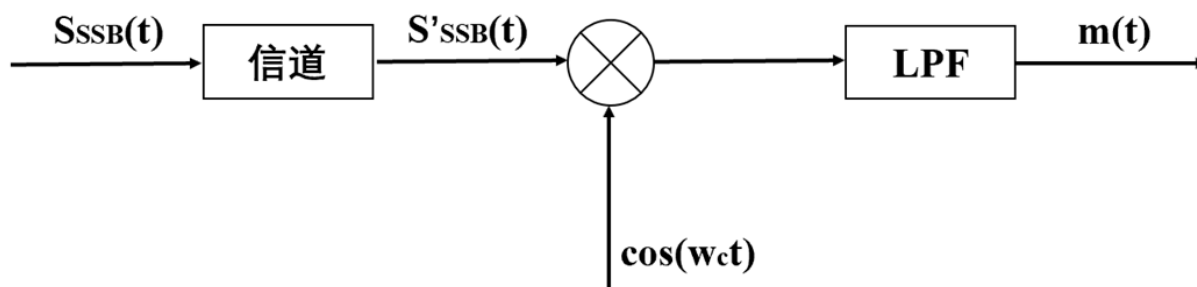 SSSB(t)
信道
S’SSB(t)
LPF
m(t)
cos(wct)